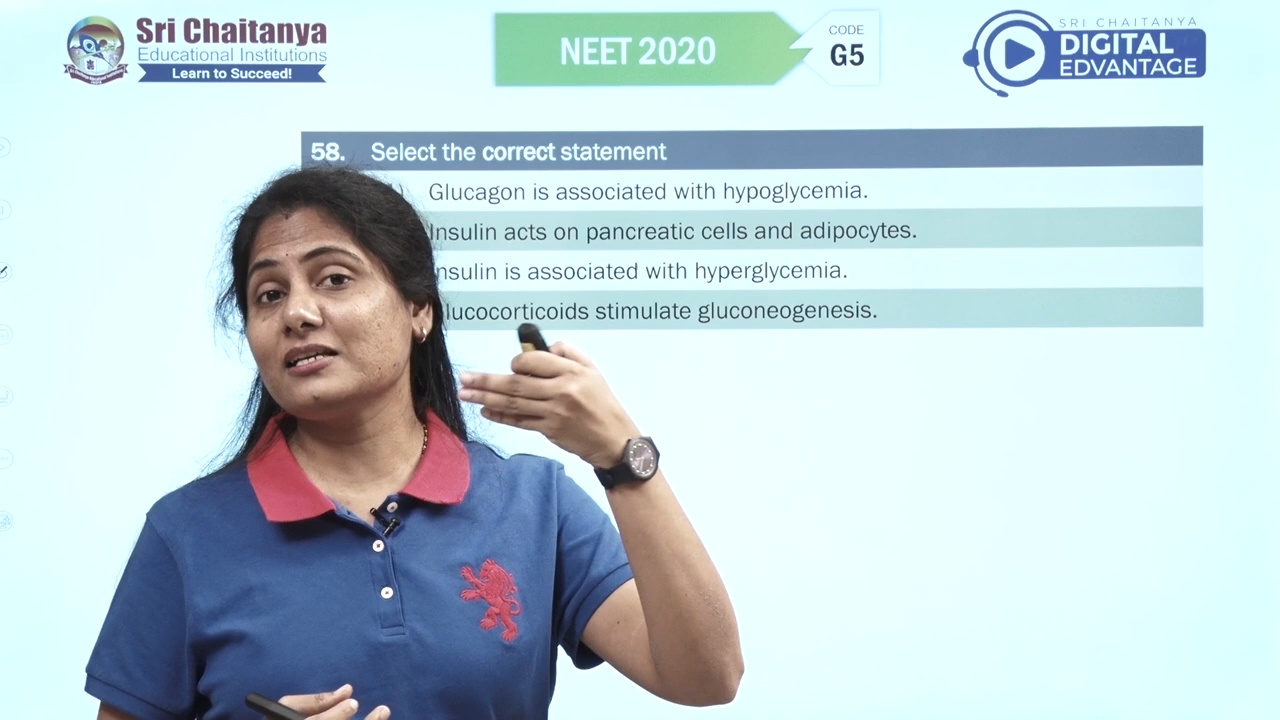 Sri Chaitanya
Educational Institutions
Learn to Succeed!
NEET 2020
CODE
G5
SRI CHAITANYA
DIGITAL
EDVANTAGE
58. Select the correct statement
) Glucagon is associated with hypoglycemia.
Insulin acts on pancreatic cells and adipocytes.
nsulin is associated with hyperglycemia.
lucocorticoids stimulate gluconeogenesis.